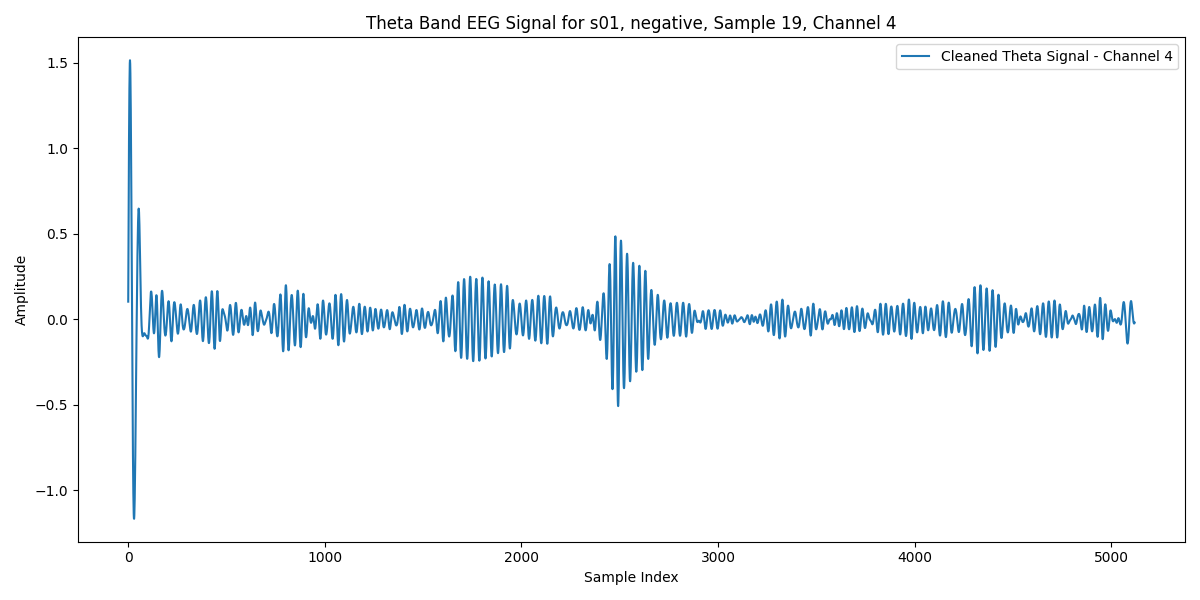 Theta Band EEG Signal for s01, negative, Sample 19, Channel 4
Cleaned Theta Signal - Channel 4
Amplitude
1.5
1.0
0.5
0.0
−0.5
−1.0
0 1000 2000 3000 4000 5000
Sample Index